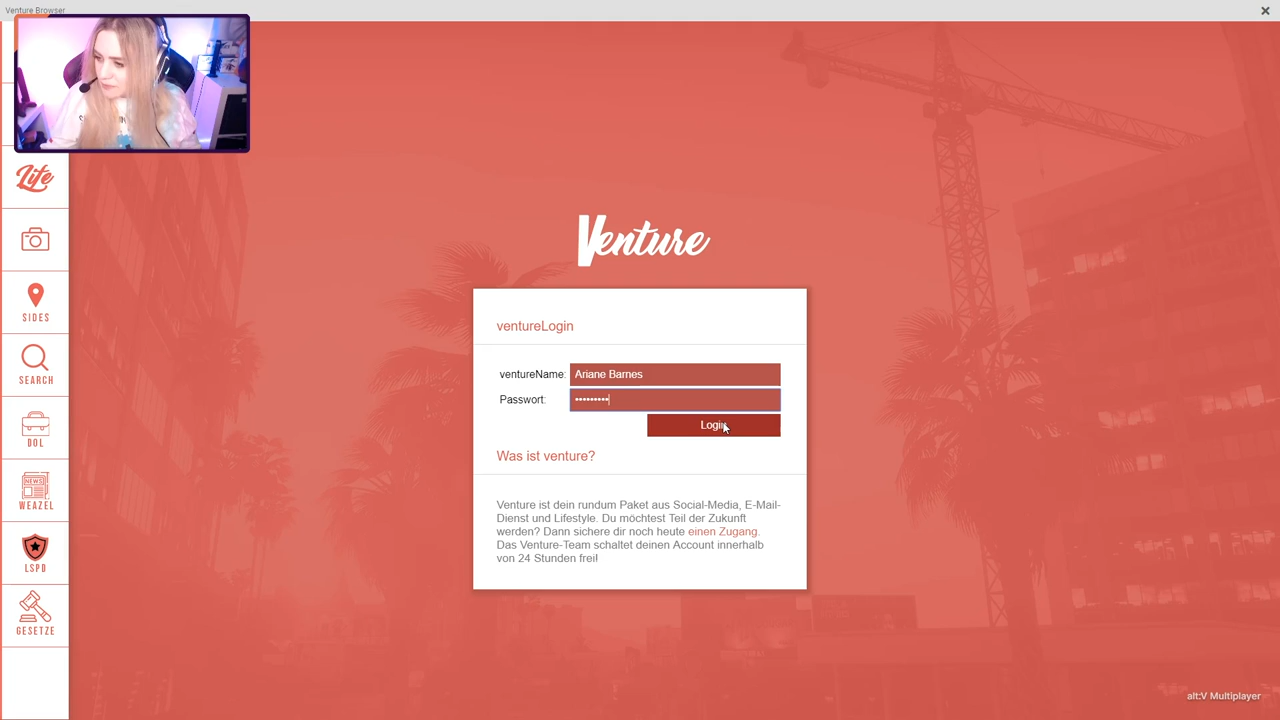 Venture Browser
Life
SIDES
SEARCH
DOL
NEWS
WEAZEL
LSPD
GESETZE
Venture
ventureLogin
ventureName: Ariane Barnes
Passwort: •••••••••
Login
Was ist venture?
Venture ist dein rundum Paket aus Social-Media, E-Mail-
Dienst und Lifestyle. Du möchtest Teil der Zukunft
werden? Dann sichere dir noch heute einen Zugang.
Das Venture-Team schaltet deinen Account innerhalb
von 24 Stunden frei!
alt:V Multiplayer